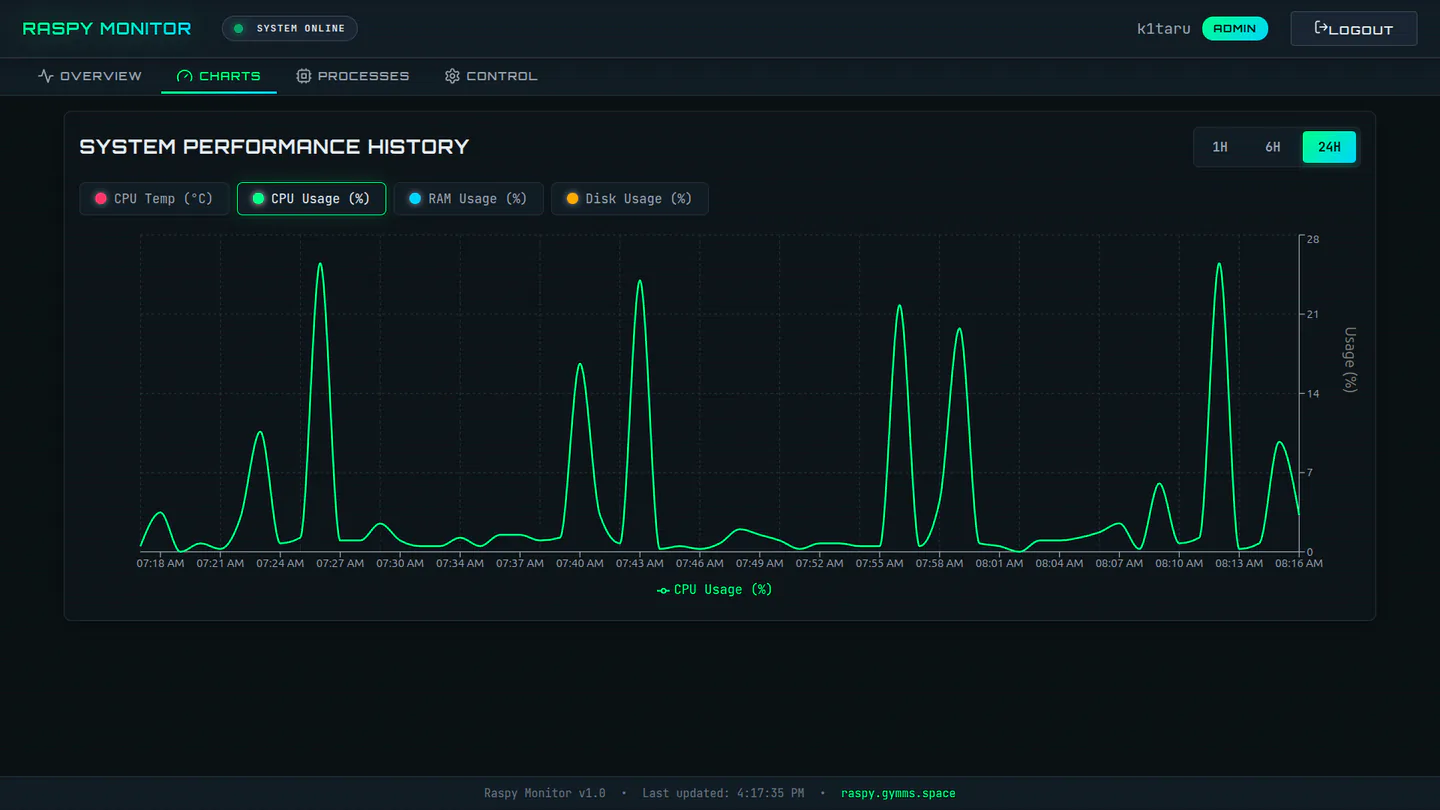 RASPY MONITOR
SYSTEM ONLINE
k1taru
ADMIN
LOGOUT
OVERVIEW
CHARTS
PROCESSES
CONTROL
SYSTEM PERFORMANCE HISTORY
1H
6H
24H
CPU Temp (°C)
CPU Usage (%)
RAM Usage (%)
Disk Usage (%)
28
21
14
7
0
Usage (%)
07:18 AM
07:21 AM
07:24 AM
07:27 AM
07:30 AM
07:34 AM
07:37 AM
07:40 AM
07:43 AM
07:46 AM
07:49 AM
07:52 AM
07:55 AM
07:58 AM
08:01 AM
08:04 AM
08:07 AM
08:10 AM
08:13 AM
08:16 AM
CPU Usage (%)
Raspy Monitor v1.0 • Last updated: 4:17:35 PM • raspy.gymms.space